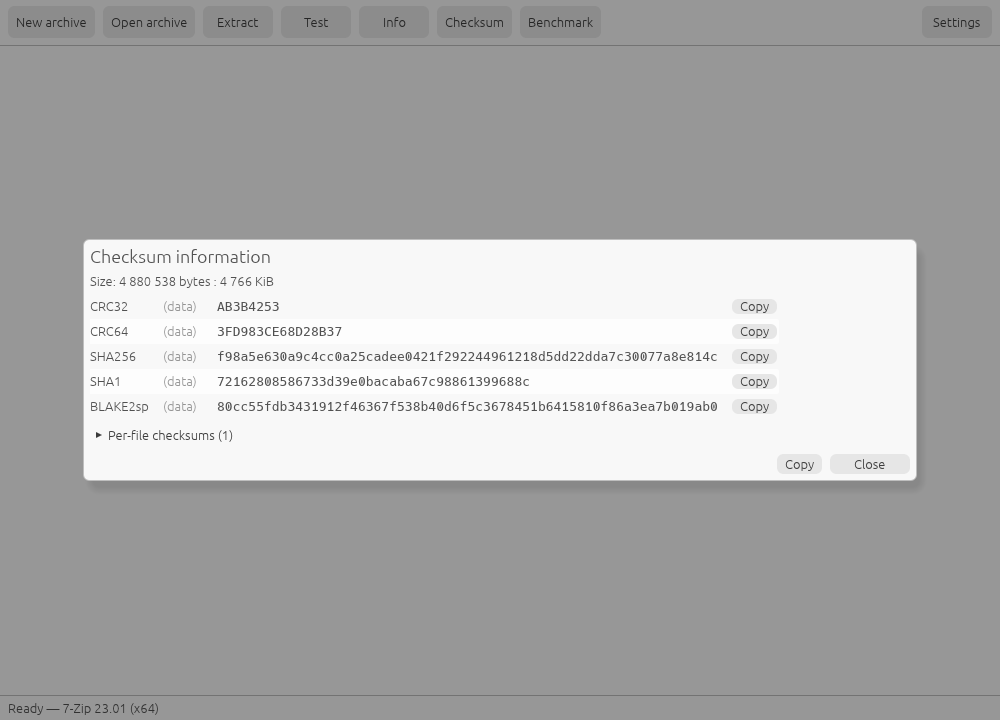 New archive Open archive Extract Test Info Checksum Benchmark Settings
Checksum information
Size: 4 880 538 bytes : 4 766 KiB
CRC32 (data) AB3B4253 Copy
CRC64 (data) 3FD983CE68D28B37 Copy
SHA256 (data) f98a5e630a9c4cc0a25cadee0421f292244961218d5dd22dda7c30077a8e814c Copy
SHA1 (data) 72162808586733d39e0bacaba67c98861399688c Copy
BLAKE2sp (data) 80cc55fdb3431912f46367f538b40d6f5c3678451b6415810f86a3ea7b019ab0 Copy
Per-file checksums (1)
Copy Close
Ready — 7-Zip 23.01 (x64)